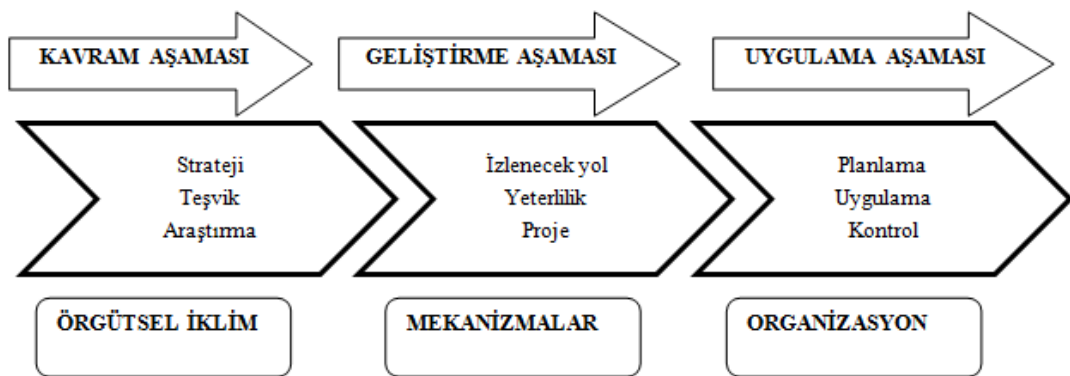 KAVRAM AŞAMASI
GELİŞTİRME AŞAMASI
UYGULAMA AŞAMASI
Strateji
Teşvik
Araştırma
İzlenecek yol
Yeterlilik
Proje
Planlama
Uygulama
Kontrol
ÖRGÜTSEL İKLİM
MEKANİZMALAR
ORGANİZASYON